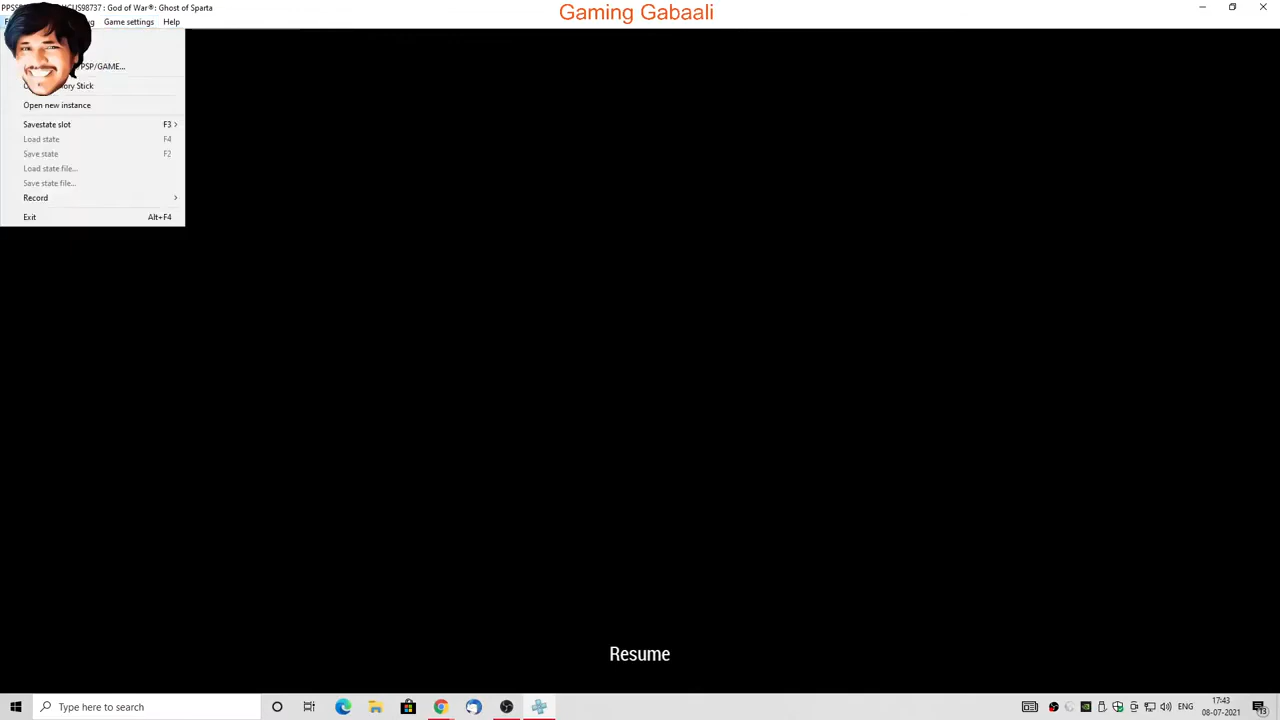 Gaming Gabaali
: God of War®: Ghost of Sparta
Game settings
Help
PSP/GAME...
Stick
Open new instance
Savestate slot F3 >
Load state F4
Save state F2
Load state file...
Save state file...
Record >
Exit Alt+F4
Resume
Type here to search
ENG
17:43
08-07-2021
13